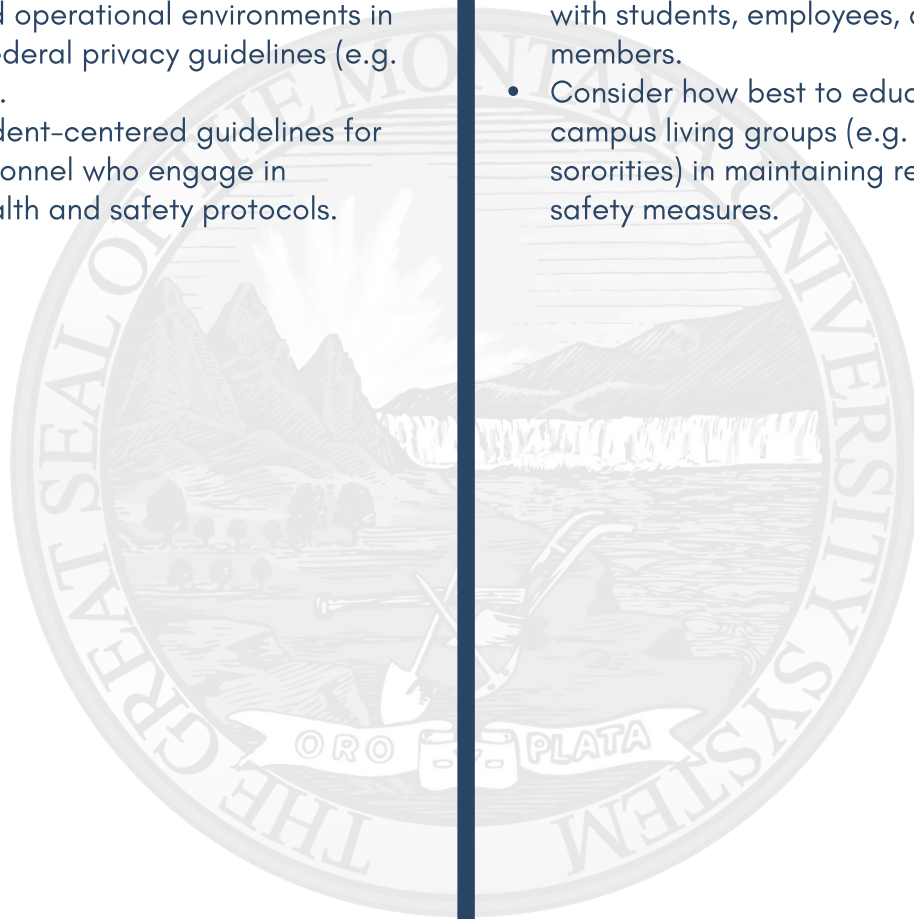 operational environments in
ederal privacy guidelines (e.g.
.
dent-centered guidelines for
onnel who engage in
alth and safety protocols.
with students, employees,
members.
• Consider how best to educa
campus living groups (e.g.
sororities) in maintaining re
safety measures.
THE GREAT SEAL OF THE MONTANA UNIVERSITY SYSTEM
ORO Y PLATA